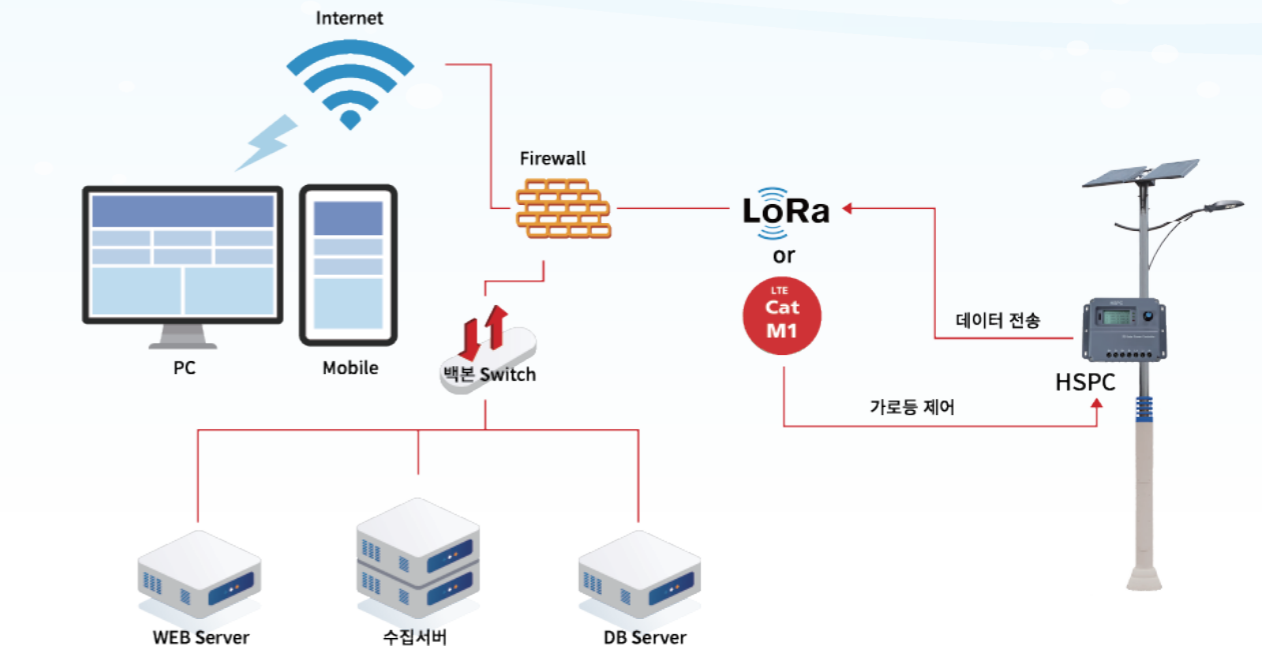 Internet
Firewall
LoRa
or
LTE
Cat
M1
데이터 전송
HSPC
가로등 제어
PC
Mobile
백본 Switch
WEB Server
수집서버
DB Server